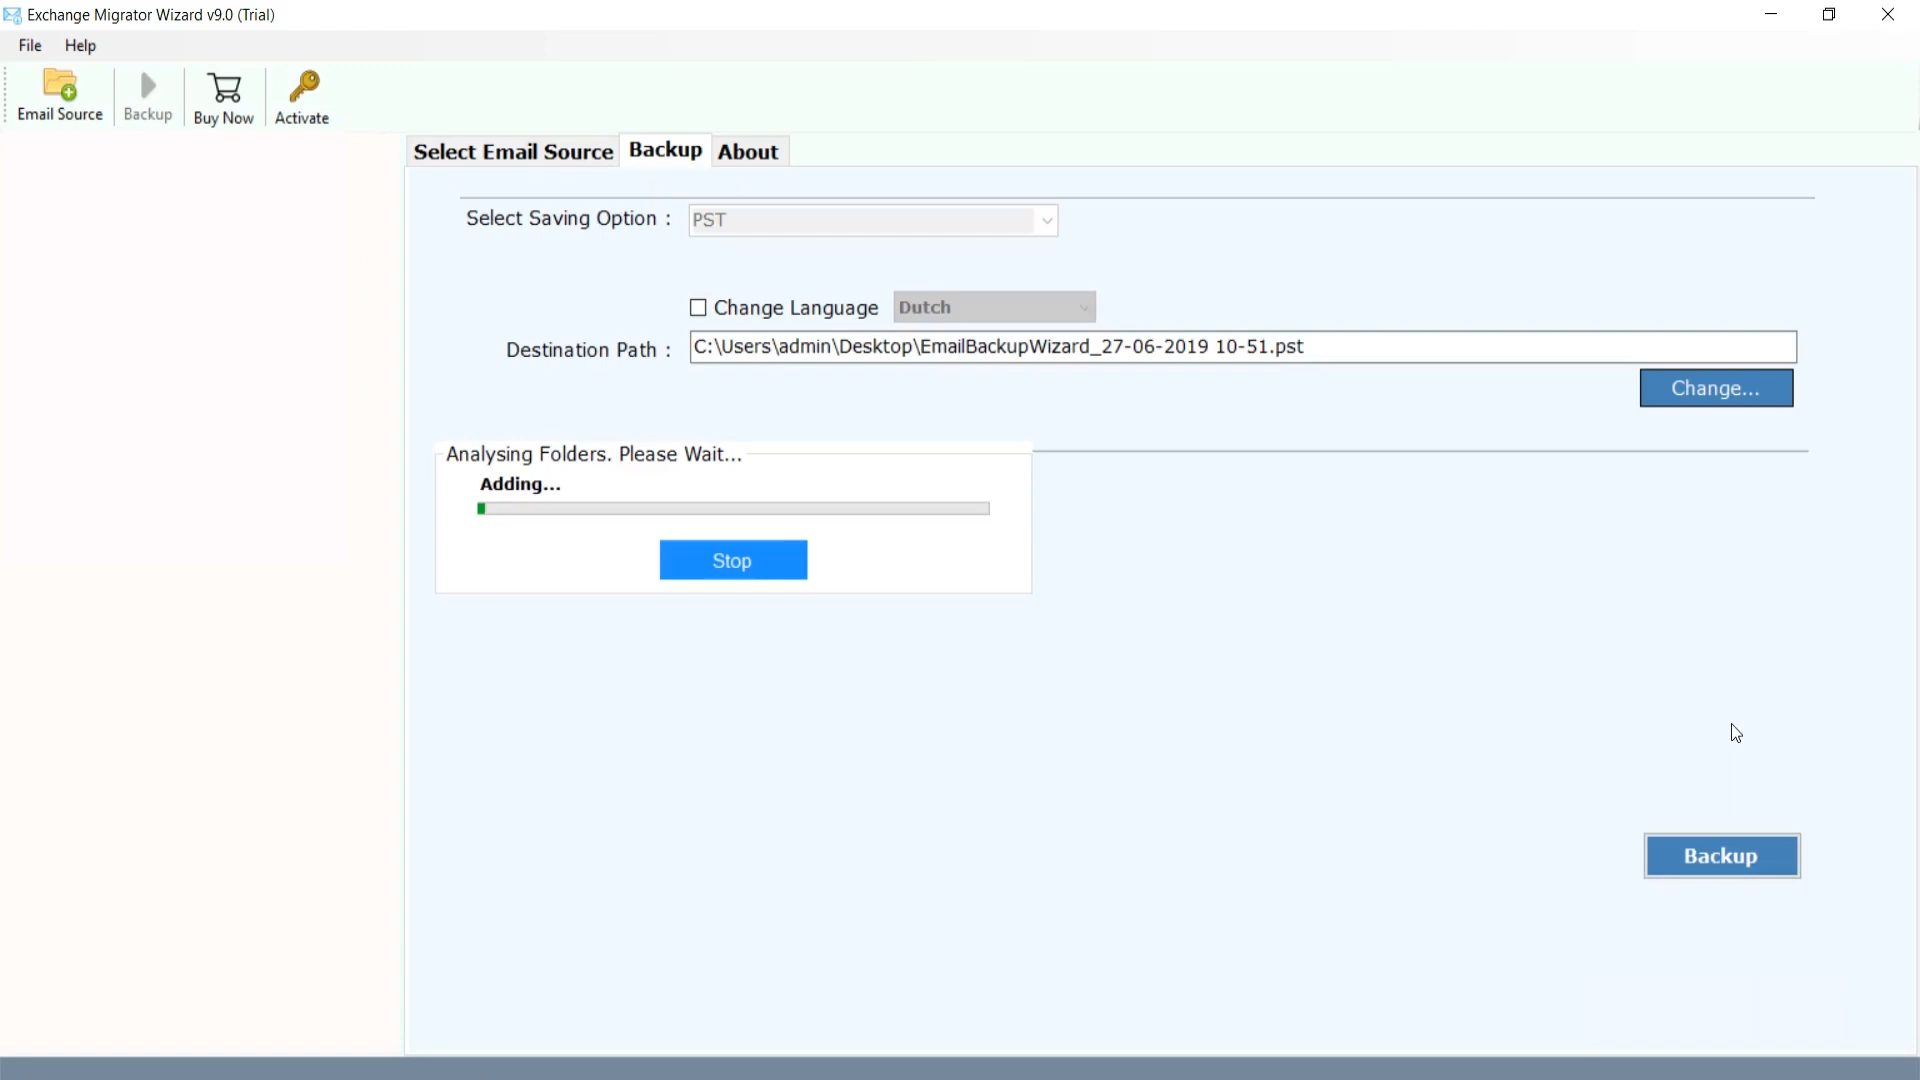 Exchange Migrator Wizard v9.0 (Trial)
File Help
Email Source Backup Buy Now Activate
Select Email Source Backup About
Select Saving Option : PST
Change Language Dutch
Destination Path : C:\Users\admin\Desktop\EmailBackupWizard_27-06-2019 10-51.pst
Change...
Analysing Folders. Please Wait...
Adding...
Stop
Backup